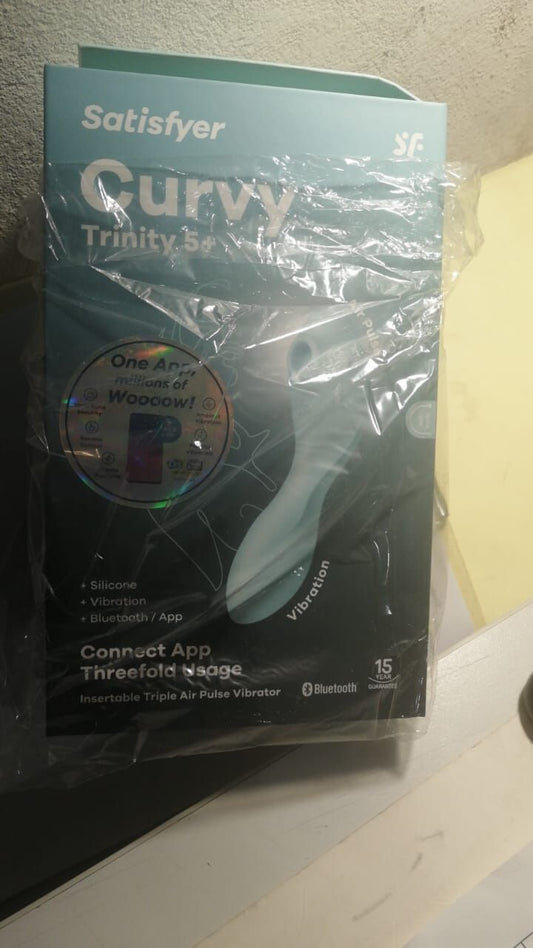 Satisfyer
SF
Curvy
Trinity 5+
One App,
millions of
Woooow!
Vibration
+ Silicone
+ Vibration
+ Bluetooth / App
Connect App
Threefold Usage
Insertable Triple Air Pulse Vibrator
Bluetooth
15
YEAR
GUARANTEE